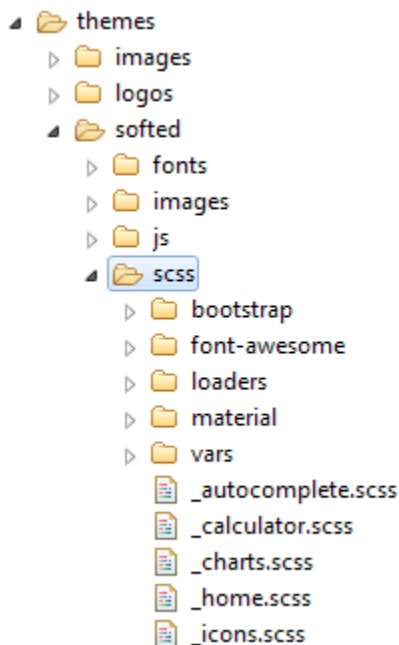 themes
images
logos
softed
fonts
images
js
scss
bootstrap
font-awesome
loaders
material
vars
_autocomplete.scss
_calculator.scss
_charts.scss
_home.scss
_icons.scss